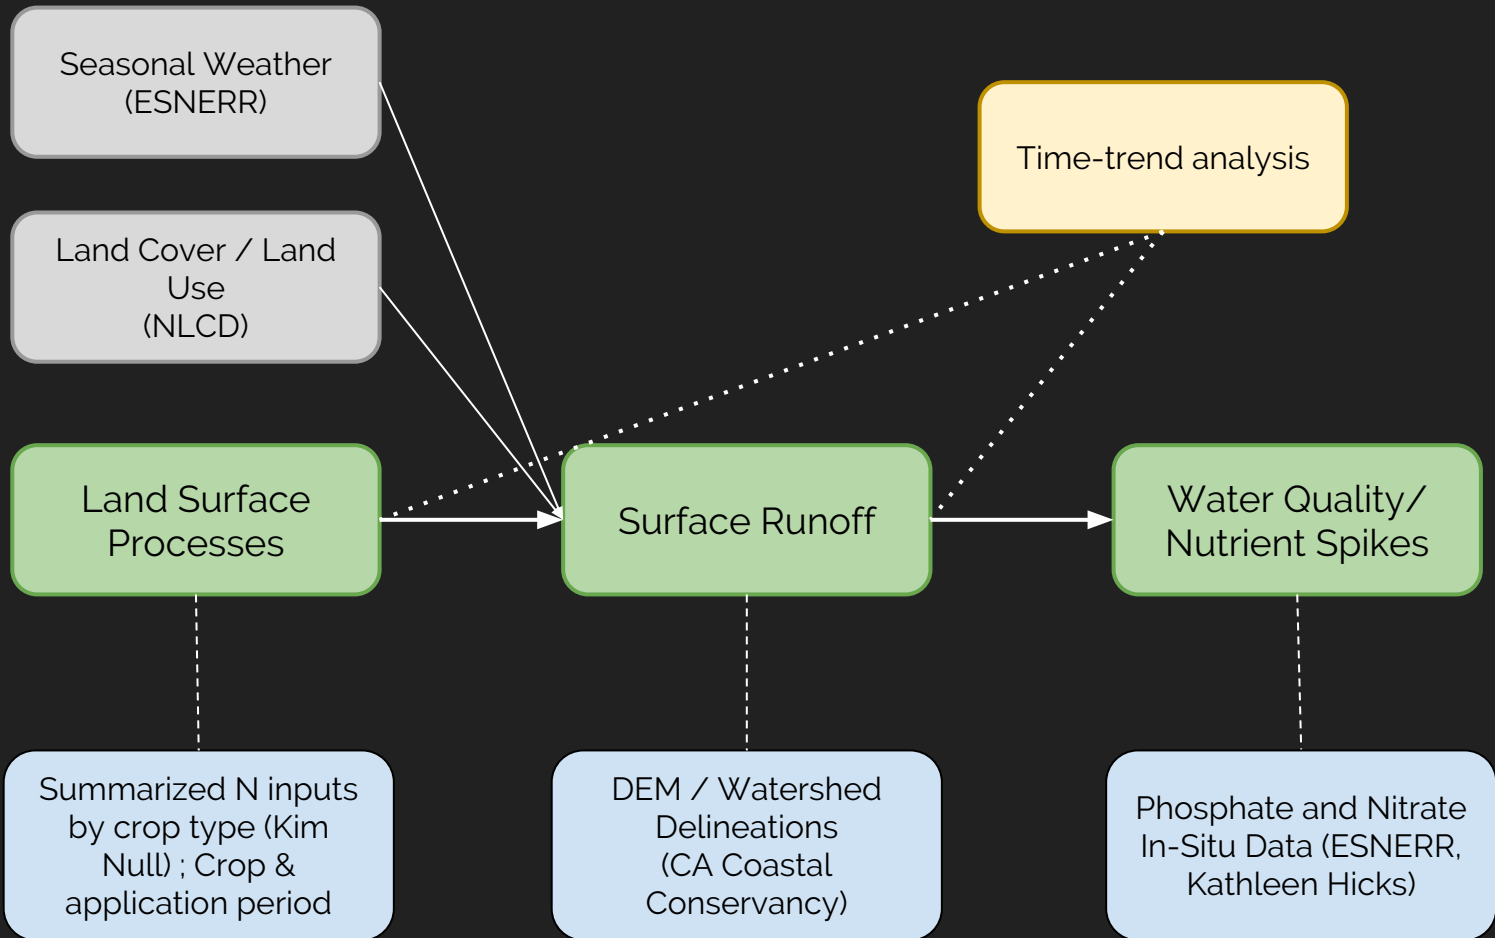 Seasonal Weather
(ESNERR)
Time-trend analysis
Land Cover / Land
Use
(NLCD)
Land Surface
Processes
Surface Runoff
Water Quality/
Nutrient Spikes
Summarized N inputs
by crop type (Kim
Null) ; Crop &
application period
DEM / Watershed
Delineations
(CA Coastal
Conservancy)
Phosphate and Nitrate
In-Situ Data (ESNERR,
Kathleen Hicks)